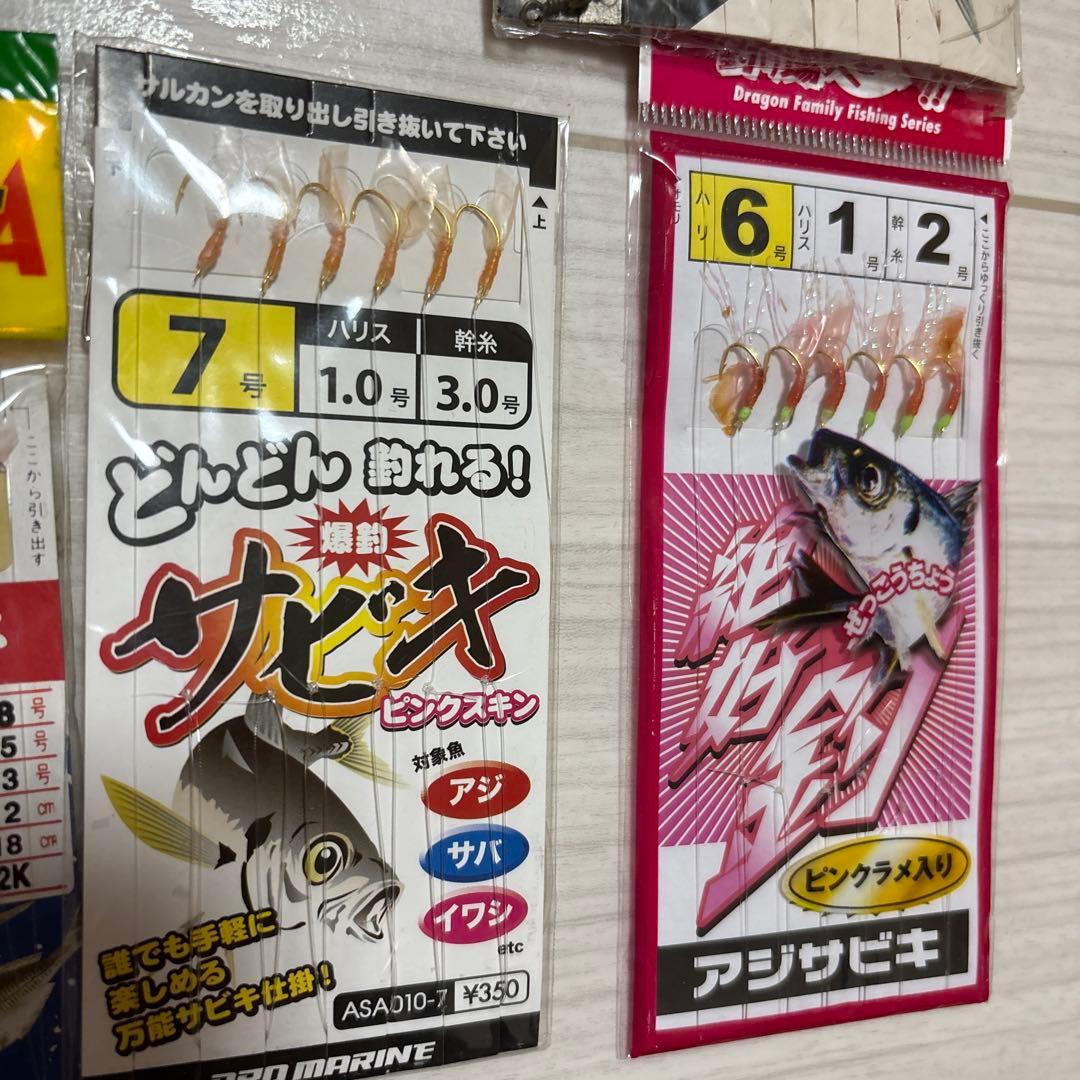 サルカンを取り出し引き抜いて下さい
下
▲上
7号
ハリス
1.0号
幹糸
3.0号
どんどん 釣れる!
爆釣
サビキ
ピンクスキン
対象魚
アジ
サバ
イワシ
etc
誰でも手軽に
楽しめる
万能サビキ仕掛!
ASA010-7
¥350
PRO MARINE
Dragon Family Fishing Series
ハリ
6号
ハリス
1号
幹糸
2号
◀ここからゆっくり引き抜く
ぜっこうちょう
絶好釣
ピンクラメ入り
アジサビキ
A
ここから引き出す
8 号
5 号
3 号
2 cm
18 cm
2K